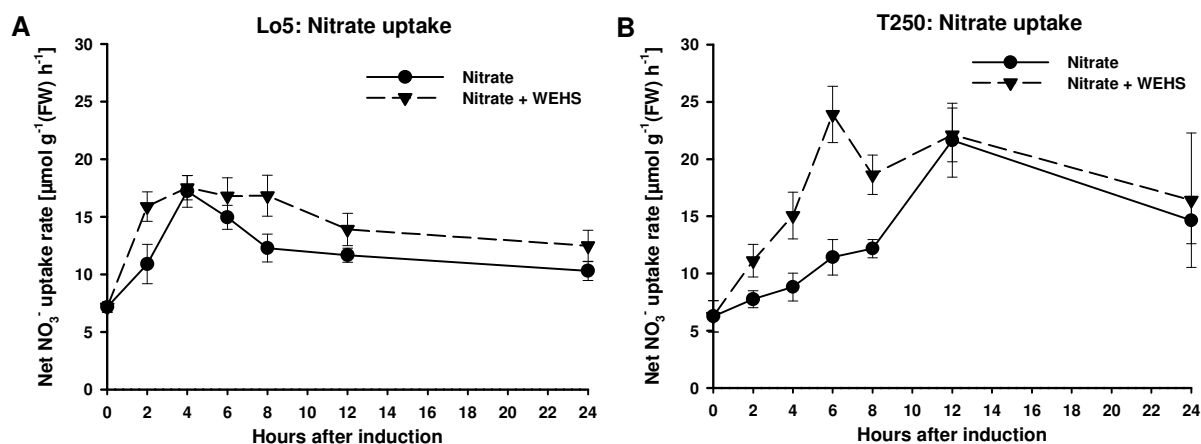 A
Lo5: Nitrate uptake
Net NO₃⁻ uptake rate [µmol g⁻¹(FW) h⁻¹]
30
25
20
15
10
5
0
Nitrate
Nitrate + WEHS
0 2 4 6 8 10 12 14 16 18 20 22 24
Hours after induction
B
T250: Nitrate uptake
Net NO₃⁻ uptake rate [µmol g⁻¹(FW) h⁻¹]
30
25
20
15
10
5
0
Nitrate
Nitrate + WEHS
0 2 4 6 8 10 12 14 16 18 20 22 24
Hours after induction